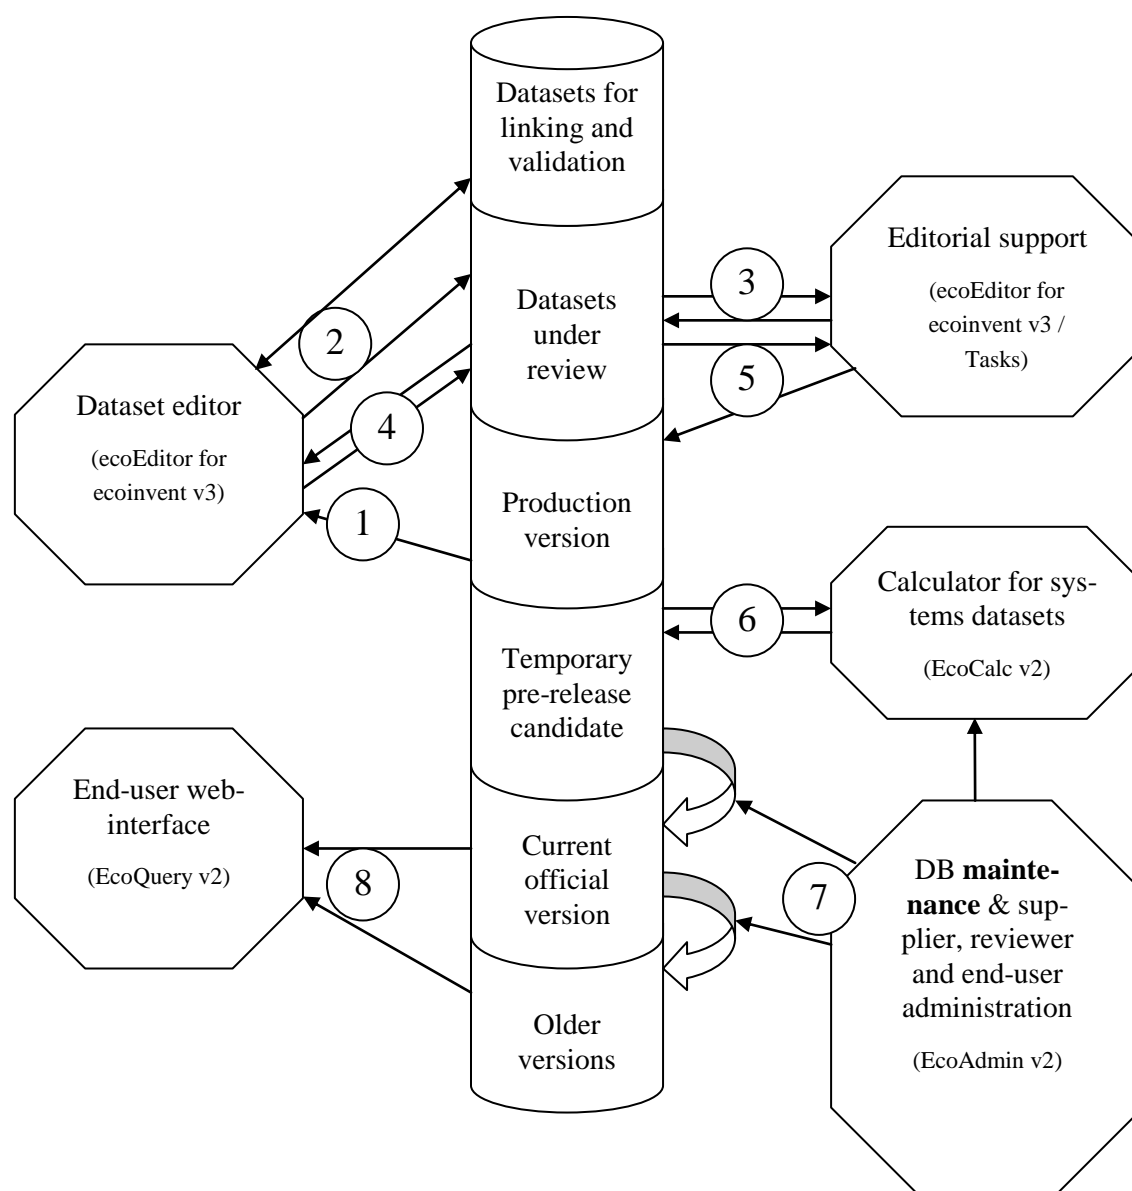 Datasets for
linking and
validation
Editorial support
(ecoEditor for
ecoinvent v3 /
Tasks)
3
Datasets
under
review
2
5
Dataset editor
(ecoEditor for
ecoinvent v3)
4
1
Production
version
Calculator for sys-
tems datasets
(EcoCalc v2)
6
Temporary
pre-release
candidate
End-user web-
interface
(EcoQuery v2)
8
Current
official
version
7
DB mainte-
nance & sup-
plier, reviewer
and end-user
administration
(EcoAdmin v2)
Older
versions